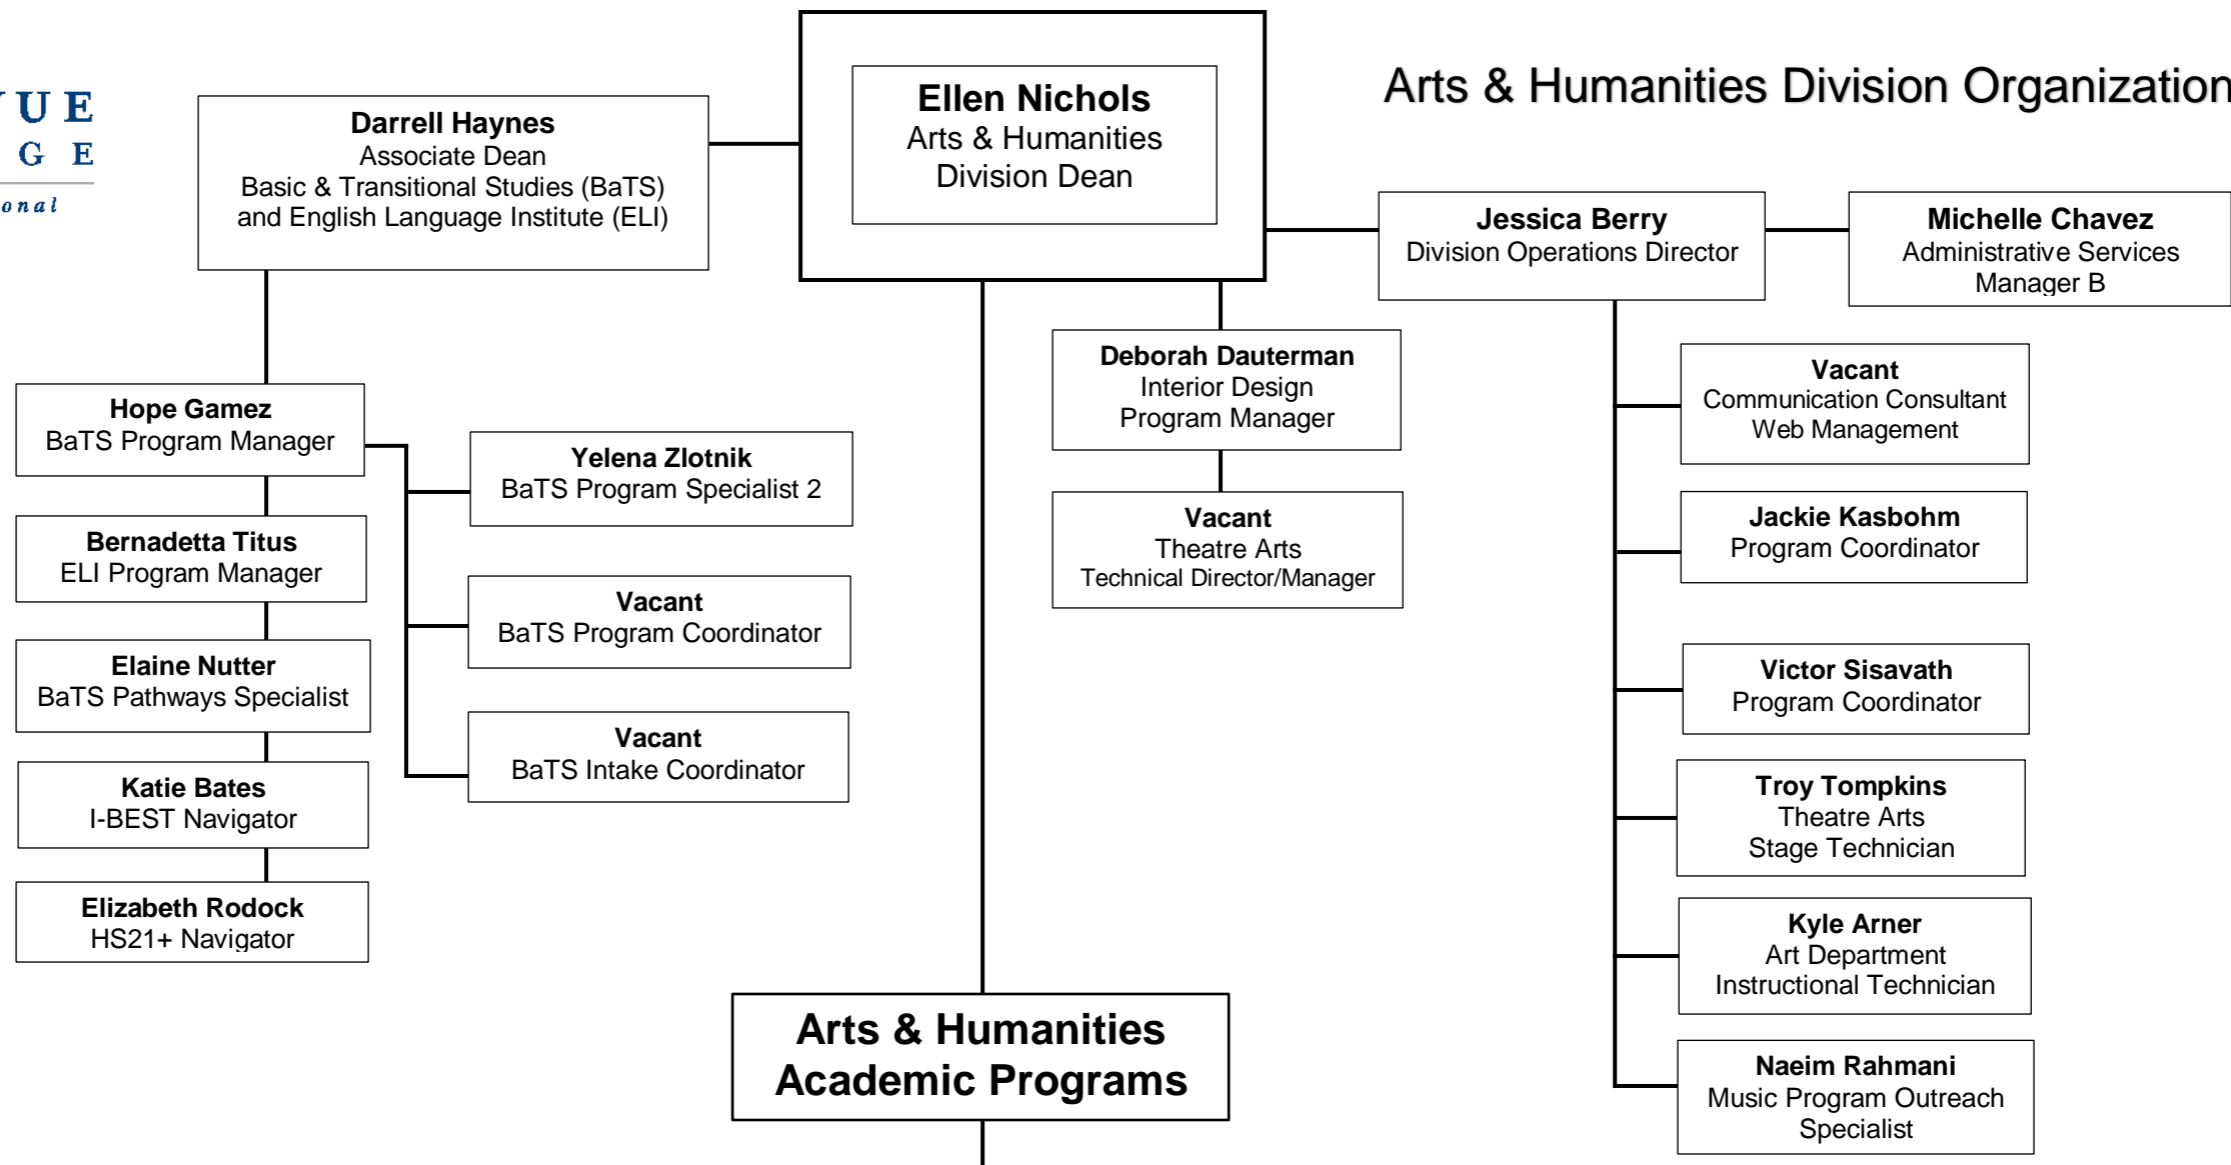 UE
G E
onal
Arts & Humanities Division Organization
Ellen Nichols
Arts & Humanities
Division Dean
Darrell Haynes
Associate Dean
Basic & Transitional Studies (BaTS)
and English Language Institute (ELI)
Jessica Berry
Division Operations Director
Michelle Chavez
Administrative Services
Manager B
Hope Gamez
BaTS Program Manager
Bernadetta Titus
ELI Program Manager
Elaine Nutter
BaTS Pathways Specialist
Katie Bates
I-BEST Navigator
Elizabeth Rodock
HS21+ Navigator
Yelena Zlotnik
BaTS Program Specialist 2
Vacant
BaTS Program Coordinator
Vacant
BaTS Intake Coordinator
Deborah Dauterman
Interior Design
Program Manager
Vacant
Theatre Arts
Technical Director/Manager
Vacant
Communication Consultant
Web Management
Jackie Kasbohm
Program Coordinator
Victor Sisavath
Program Coordinator
Troy Tompkins
Theatre Arts
Stage Technician
Kyle Arner
Art Department
Instructional Technician
Naeim Rahmani
Music Program Outreach
Specialist
Arts & Humanities
Academic Programs